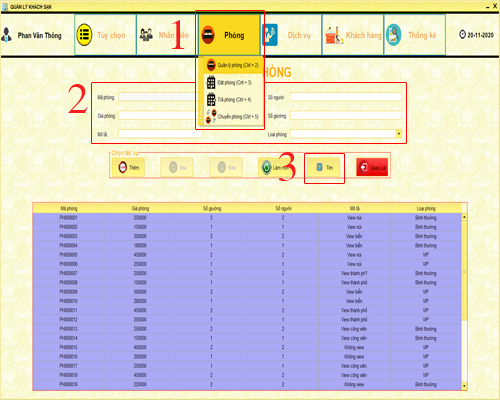 QUẢN LÝ KHÁCH SẠN
Phan Văn Thông
Tùy chọn
Nhân
1
Phòng
Dịch vụ
Khách hàng
Thống kê
20-11-2020
Quản lý phòng (Ctrl + 2)
Đặt phòng (Ctrl + 3)
Trả phòng (Ctrl + 4)
Chuyển phòng (Ctrl + 5)
HÒNG
2
Mã phòng:
Số người:
Giá phòng:
Số giường:
Mô tả:
Loại phòng:
Chọn tác vụ
Thêm
Làm
3
Tìm
Quay Lại
Mã phòng Giá phòng Số giường Số người Mô tả Loại phòng
PH000001 250000 2 2 View núi Bình thường
PH000002 150000 1 1 View núi Bình thường
PH000003 300000 2 2 View biển Bình thường
PH000004 180000 1 1 View biển Bình thường
PH000005 450000 2 2 View núi VIP
PH000006 250000 1 1 View núi VIP
PH000007 250000 2 2 View thành ph? Bình thường
PH000008 150000 1 1 View thành phố Bình thường
PH000009 500000 2 2 View biển VIP
PH000010 280000 1 1 View biển VIP
PH000011 450000 2 2 View thành phố VIP
PH000012 250000 1 1 View thành phố VIP
PH000013 250000 2 2 View công viên Bình thường
PH000014 150000 1 1 View công viên Bình thường
PH000015 400000 2 2 Không view VIP
PH000016 200000 1 1 Không view VIP
PH000017 250000 1 1 View công viên VIP
PH000018 450000 2 2 View công viên VIP
PH000019 220000 2 2 Không view Bình thường